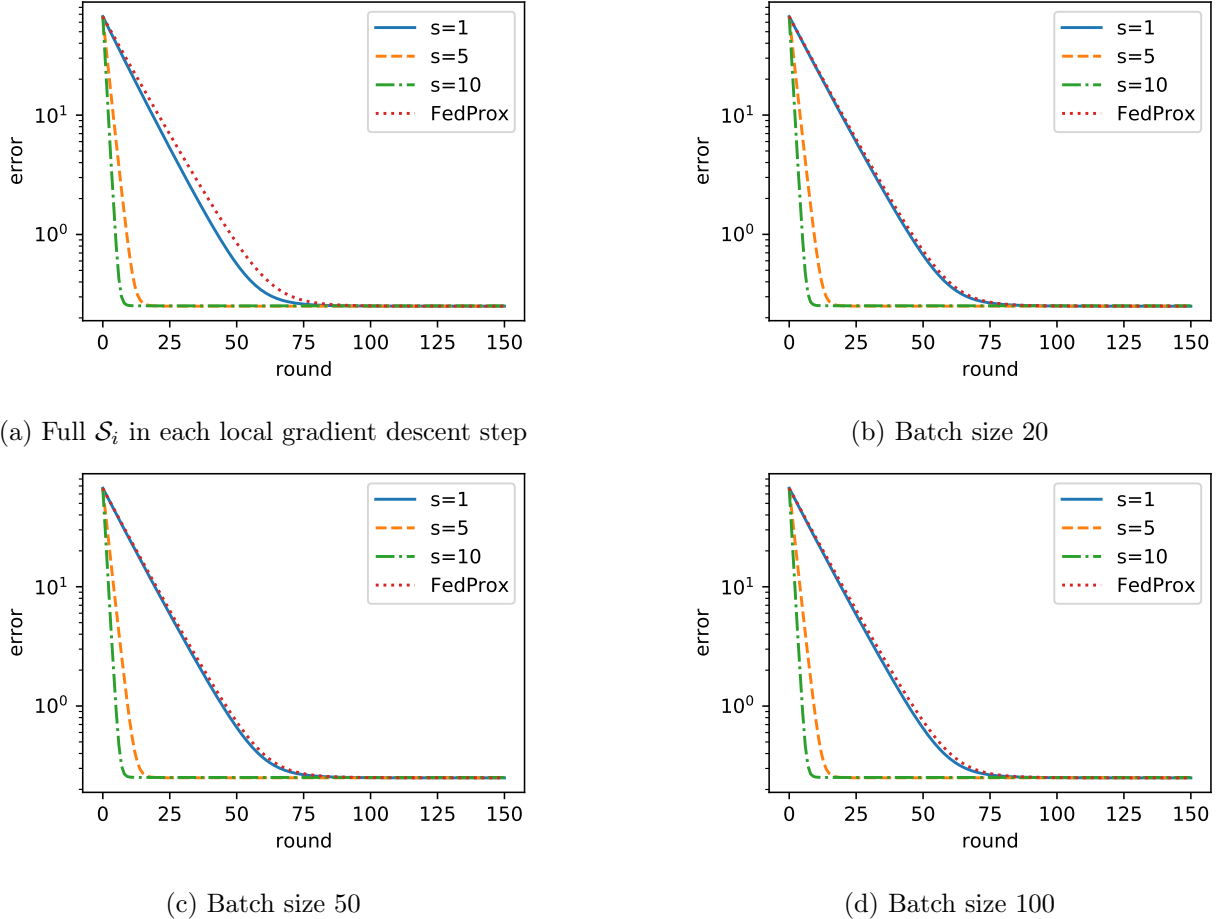 s=1
s=5
s=10
FedProx
10^1
10^0
error
0 25 50 75 100 125 150
round
(a) Full $\mathcal{S}_i$ in each local gradient descent step
s=1
s=5
s=10
FedProx
10^1
10^0
error
0 25 50 75 100 125 150
round
(b) Batch size 20
s=1
s=5
s=10
FedProx
10^1
10^0
error
0 25 50 75 100 125 150
round
(c) Batch size 50
s=1
s=5
s=10
FedProx
10^1
10^0
error
0 25 50 75 100 125 150
round
(d) Batch size 100